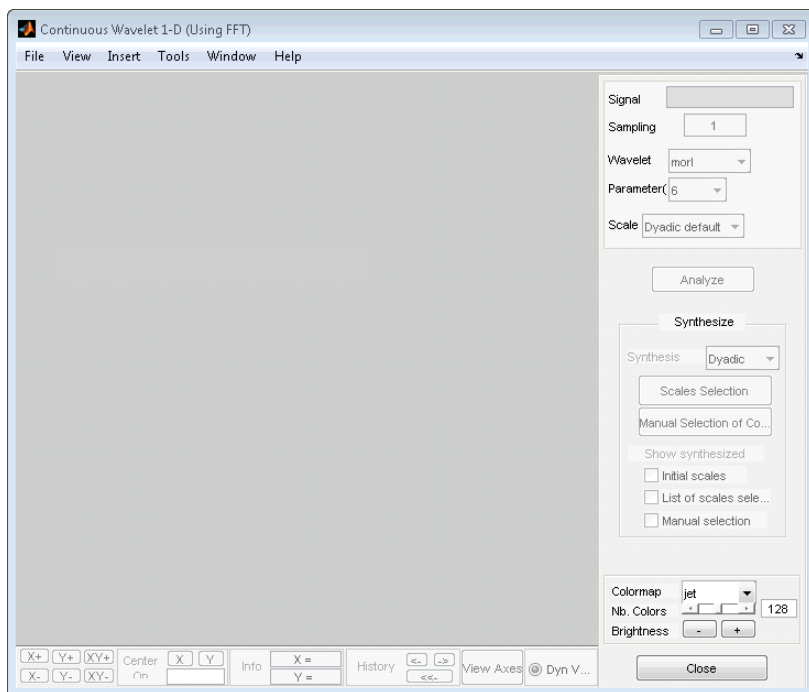 Continuous Wavelet 1-D (Using FFT)
File View Insert Tools Window Help
Signal
Sampling 1
Wavelet morl
Parameter( 6
Scale Dyadic default
Analyze
Synthesize
Synthesis Dyadic
Scales Selection
Manual Selection of Co...
Show synthesized
Initial scales
List of scales sele...
Manual selection
Colormap jet
Nb. Colors 128
Brightness - +
X+ Y+ XY+ Center X Y Info X = History <- -> View Axes Dyn V...
X- Y- XY- On Y = <<-
Close